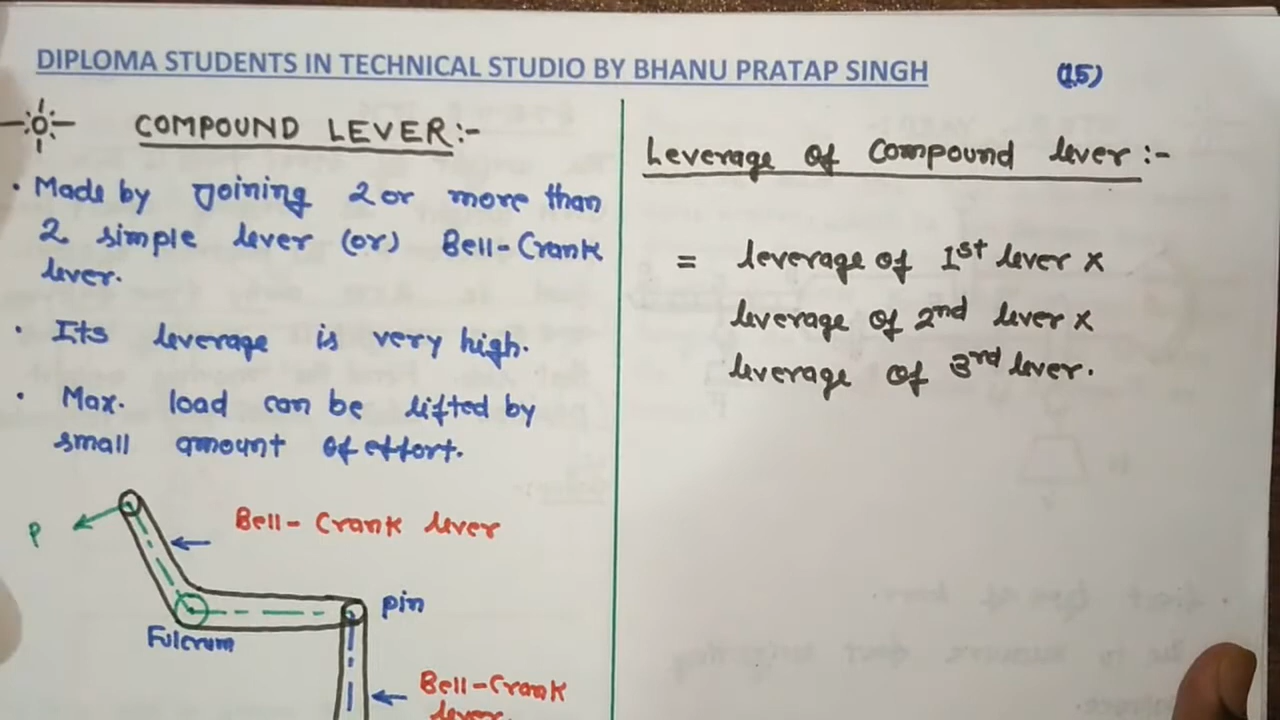 DIPLOMA STUDENTS IN TECHNICAL STUDIO BY BHANU PRATAP SINGH
(15)
COMPOUND LEVER:-
• Made by Joining 2 or more than
2 simple lever (or) Bell-Crank
lever.
• Its leverage is very high.
• Max. load can be lifted by
small amount of effort.
P
Bell-Crank lever
Pin
Fulcrum
Bell-Crank
lever.
Leverage of Compound lever:-
= leverage of 1st lever ×
leverage of 2nd lever ×
leverage of 3rd lever.